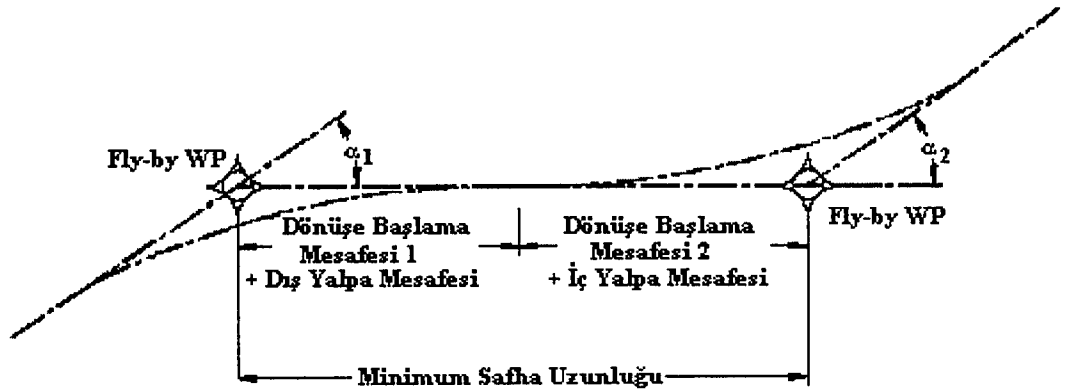 Fly-by WP
α1
α2
Fly-by WP
Dönüşe Başlama
Mesafesi 1
+ Dış Yalpa Mesafesi
Dönüşe Başlama
Mesafesi 2
+ İç Yalpa Mesafesi
Minimum Safha Uzunluğu